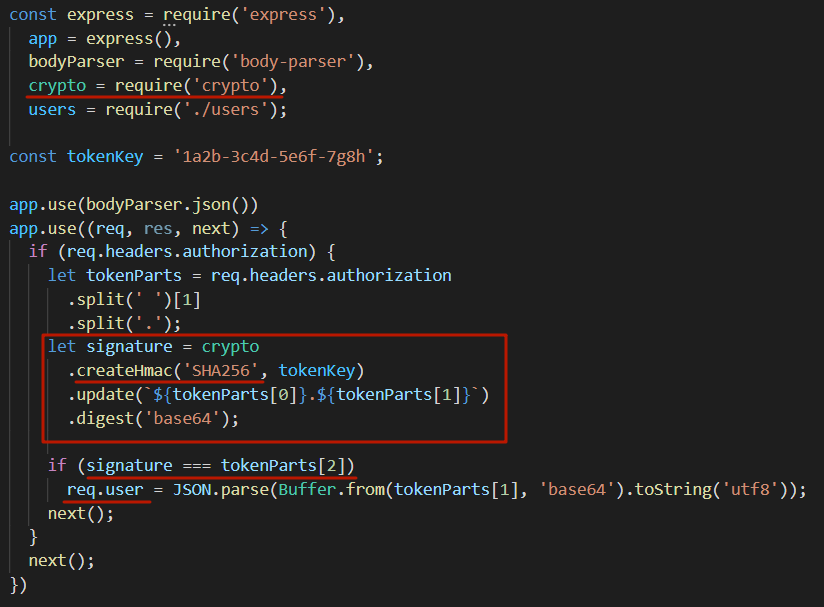 const express = require('express'),
  app = express(),
  bodyParser = require('body-parser'),
  crypto = require('crypto'),
  users = require('./users');

const tokenKey = '1a2b-3c4d-5e6f-7g8h';

app.use(bodyParser.json())
app.use((req, res, next) => {
  if (req.headers.authorization) {
    let tokenParts = req.headers.authorization
      .split(' ')[1]
      .split('.');
    let signature = crypto
      .createHmac('SHA256', tokenKey)
      .update(`${tokenParts[0]}.${tokenParts[1]}`)
      .digest('base64');

    if (signature === tokenParts[2])
      req.user = JSON.parse(Buffer.from(tokenParts[1], 'base64').toString('utf8'));
    next();
  }
  next();
})